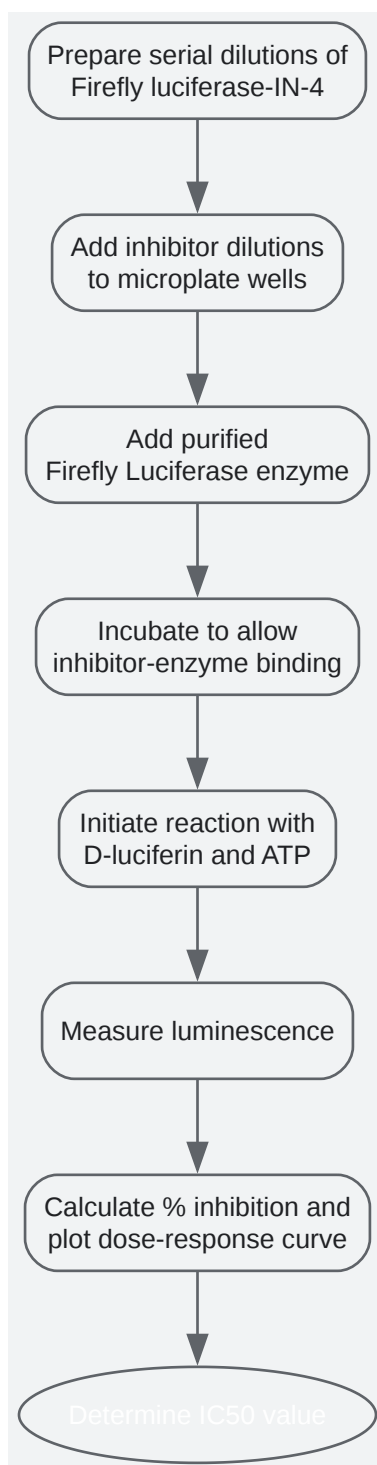 Prepare serial dilutions of
Firefly luciferase-IN-4
Add inhibitor dilutions
to microplate wells
Add purified
Firefly Luciferase enzyme
Incubate to allow
inhibitor-enzyme binding
Initiate reaction with
D-luciferin and ATP
Measure luminescence
Calculate % inhibition and
plot dose-response curve
Determine IC50 value